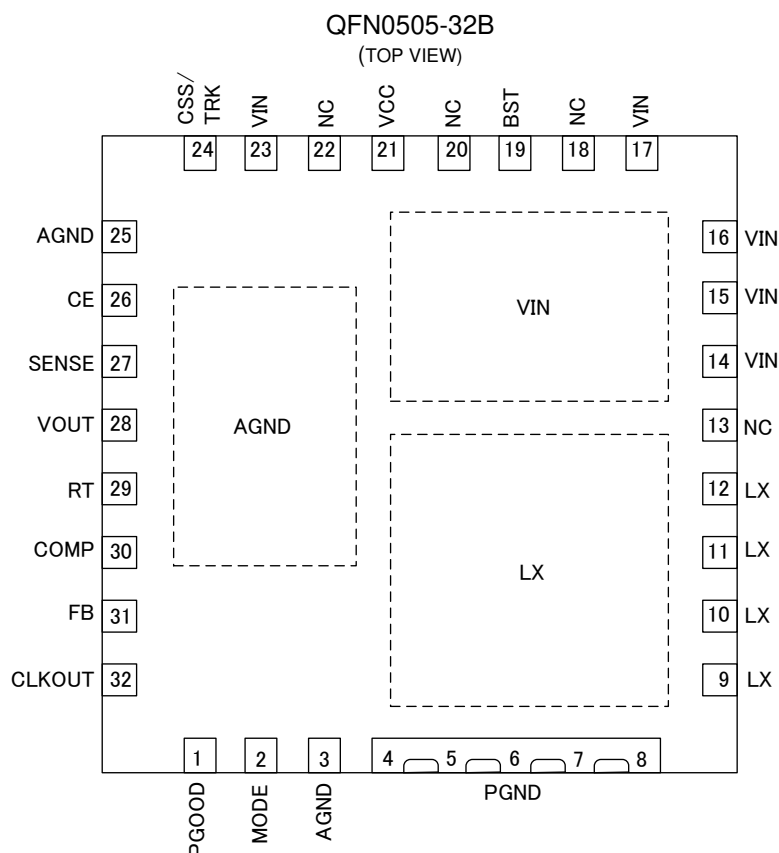 QFN0505-32B
(TOP VIEW)
CSS/
TRK
VIN
NC
VCC
NC
BST
NC
VIN
24 23 22 21 20 19 18 17
AGND 25
CE 26
SENSE 27
VOUT 28
RT 29
COMP 30
FB 31
CLKOUT 32
AGND
VIN
LX
16 VIN
15 VIN
14 VIN
13 NC
12 LX
11 LX
10 LX
9 LX
1 2 3 4 5 6 7 8
PGOOD
MODE
AGND
PGND